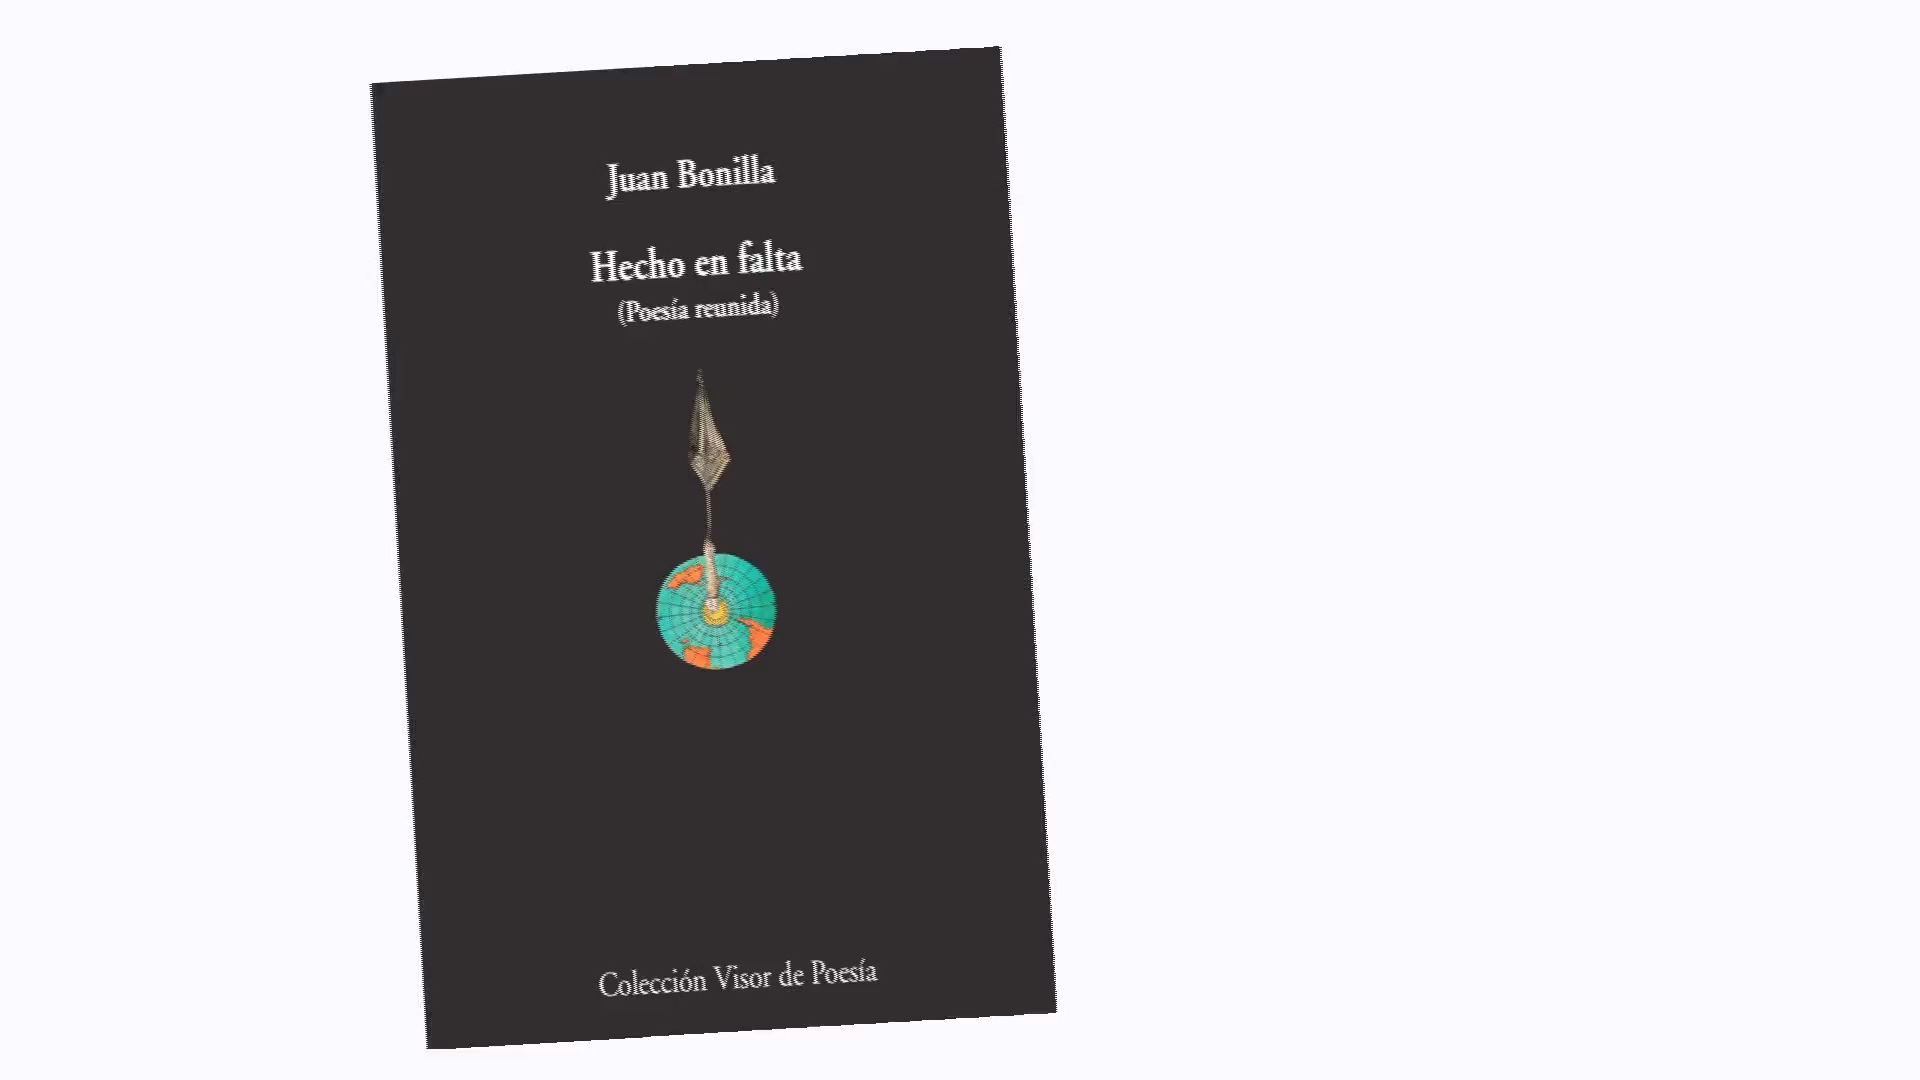 Juan Bonilla
Hecho en falta
(Poesía reunida)
Colección Visor de Poesía